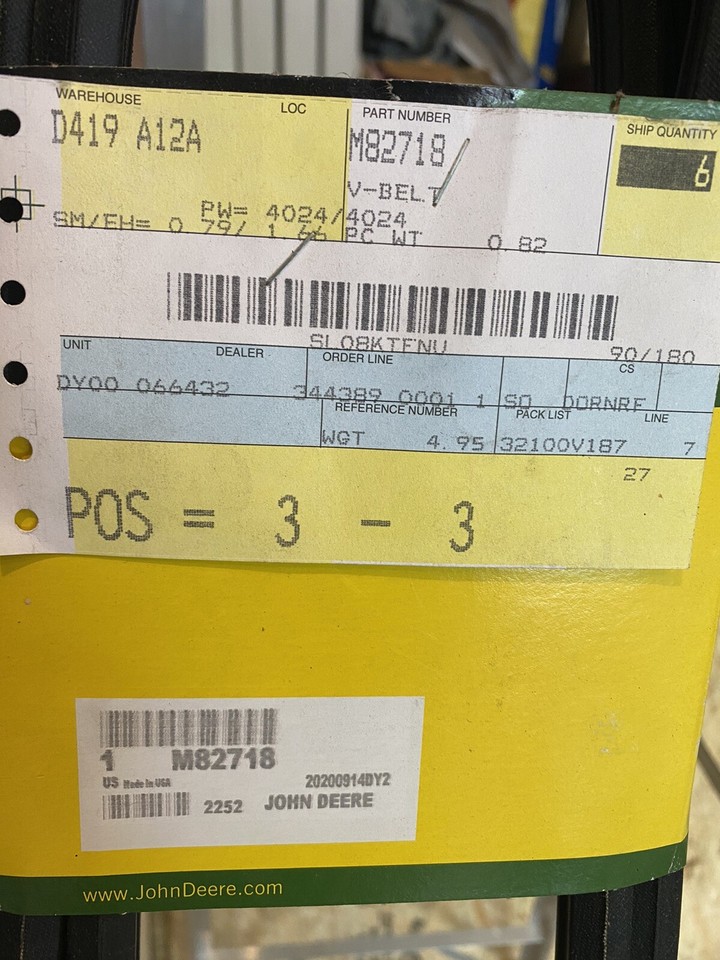 WAREHOUSE LOC PART NUMBER SHIP QUANTITY
D419 A12A M82718 6
V-BELT
PW= 4024/4024
SM/EH= 0.79/ 1.66 PC WT 0.82
SL08KTFNU 90/180
UNIT DEALER ORDER LINE CS
DY00 066432 344389 0001 1 SO DORNRF
REFERENCE NUMBER PACK LIST LINE
WGT 4.95 32100V187 7
27
POS = 3 - 3
1 M82718
US Made in USA 20200914DY2
2252 JOHN DEERE
www.JohnDeere.com